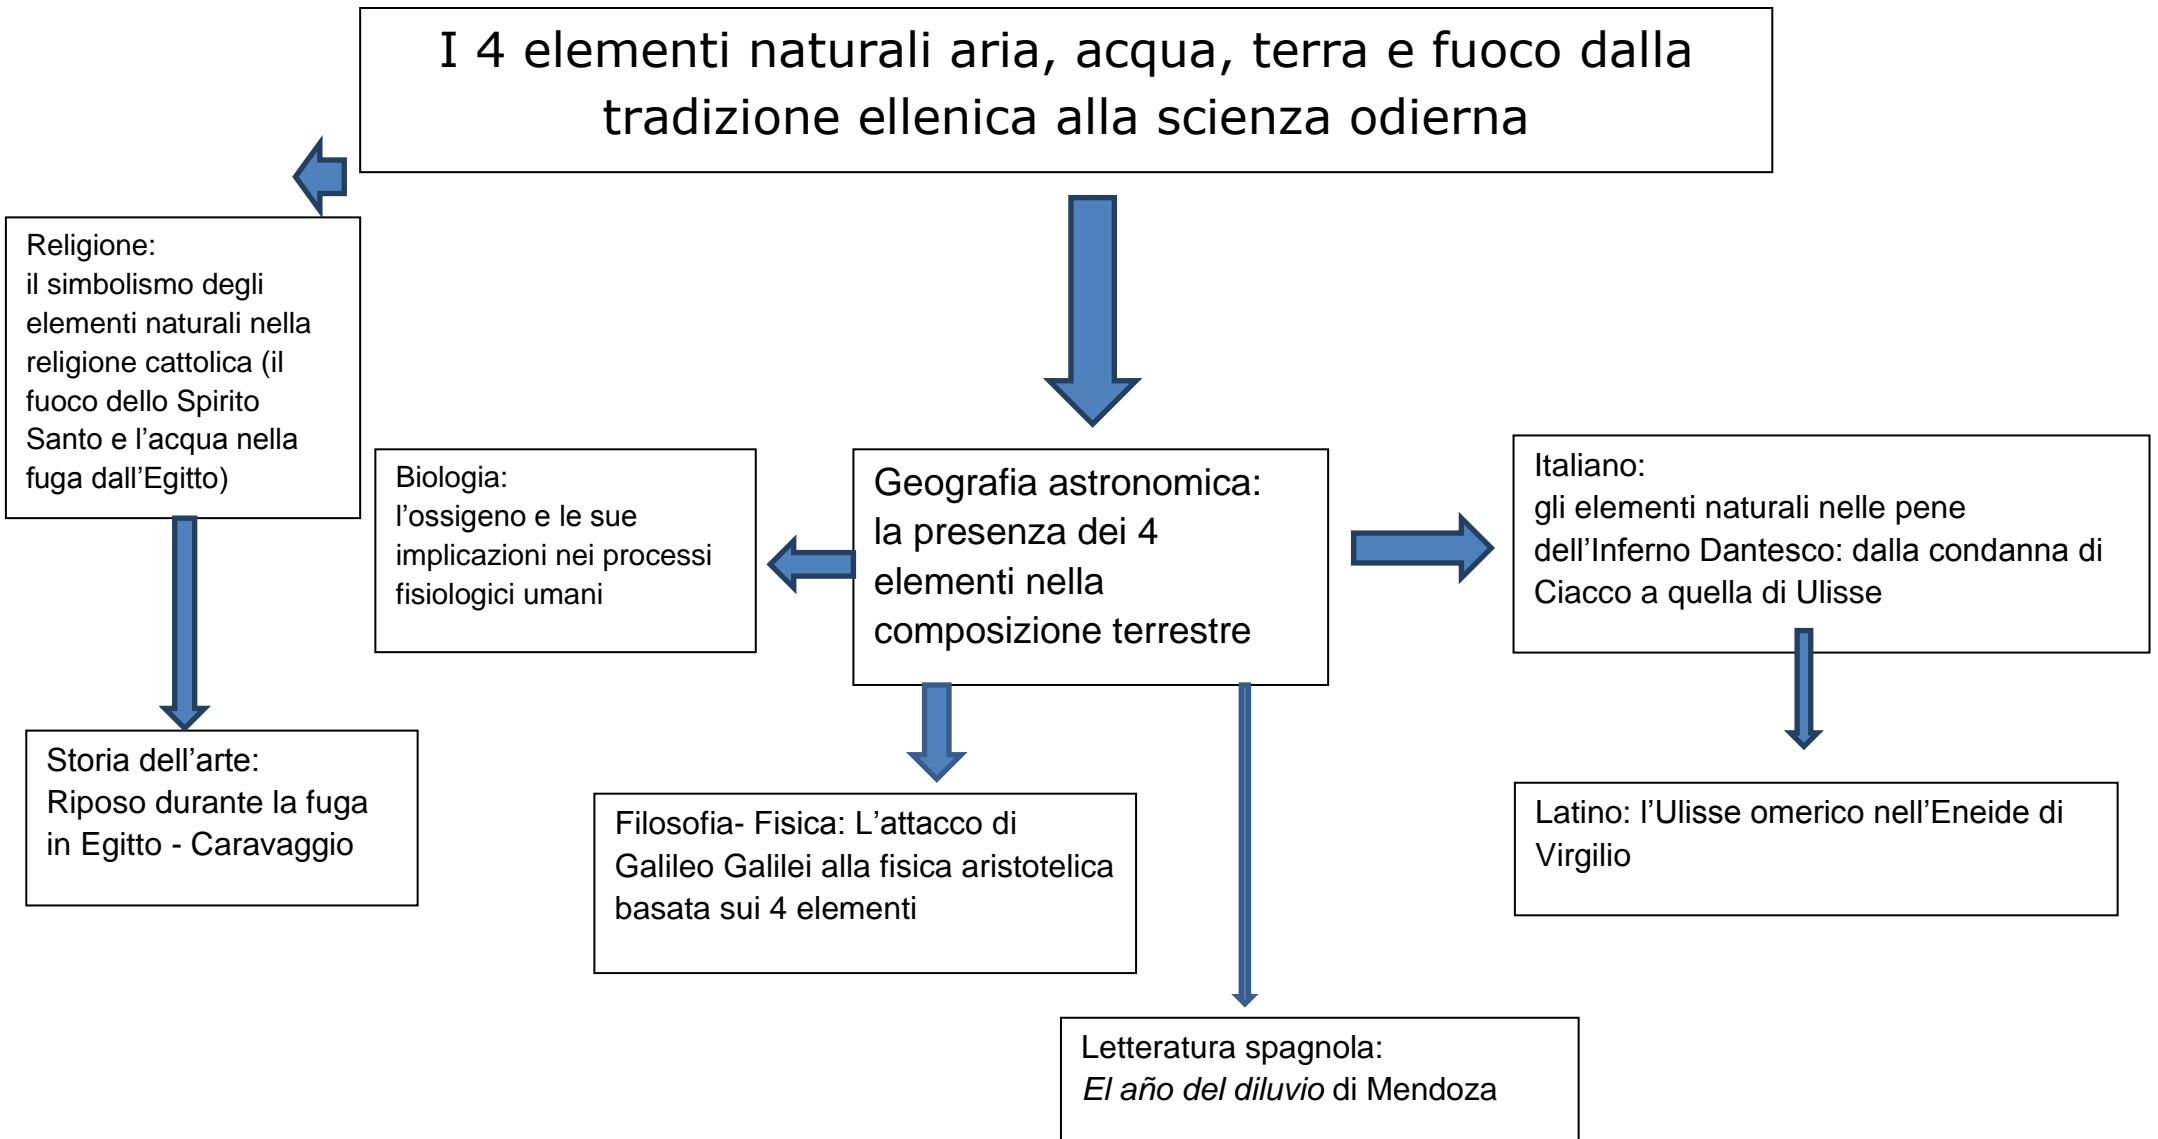 I 4 elementi naturali aria, acqua, terra e fuoco dalla
tradizione ellenica alla scienza odierna
Religione:
il simbolismo degli
elementi naturali nella
religione cattolica (il
fuoco dello Spirito
Santo e l’acqua nella
fuga dall’Egitto)
Biologia:
l’ossigeno e le sue
implicazioni nei processi
fisiologici umani
Geografia astronomica:
la presenza dei 4
elementi nella
composizione terrestre
Italiano:
gli elementi naturali nelle pene
dell’Inferno Dantesco: dalla condanna di
Ciacco a quella di Ulisse
Storia dell’arte:
Riposo durante la fuga
in Egitto - Caravaggio
Filosofia- Fisica: L’attacco di
Galileo Galilei alla fisica aristotelica
basata sui 4 elementi
Latino: l’Ulisse omerico nell’Eneide di
Virgilio
Letteratura spagnola:
El año del diluvio di Mendoza